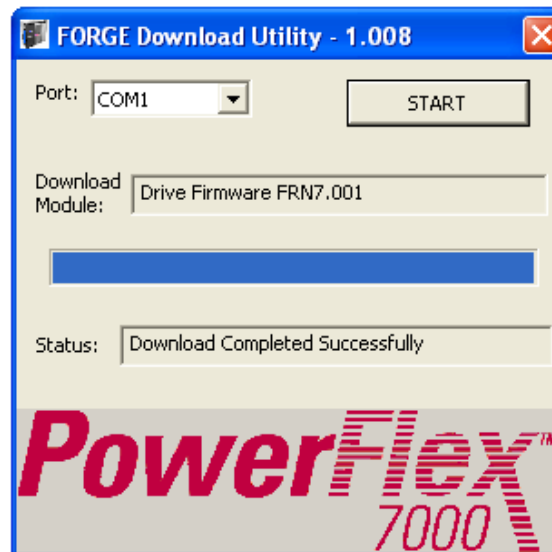 FORGE Download Utility - 1.008
Port: COM1 START
Download
Module: Drive Firmware FRN7.001
Status: Download Completed Successfully
PowerFlex™
7000